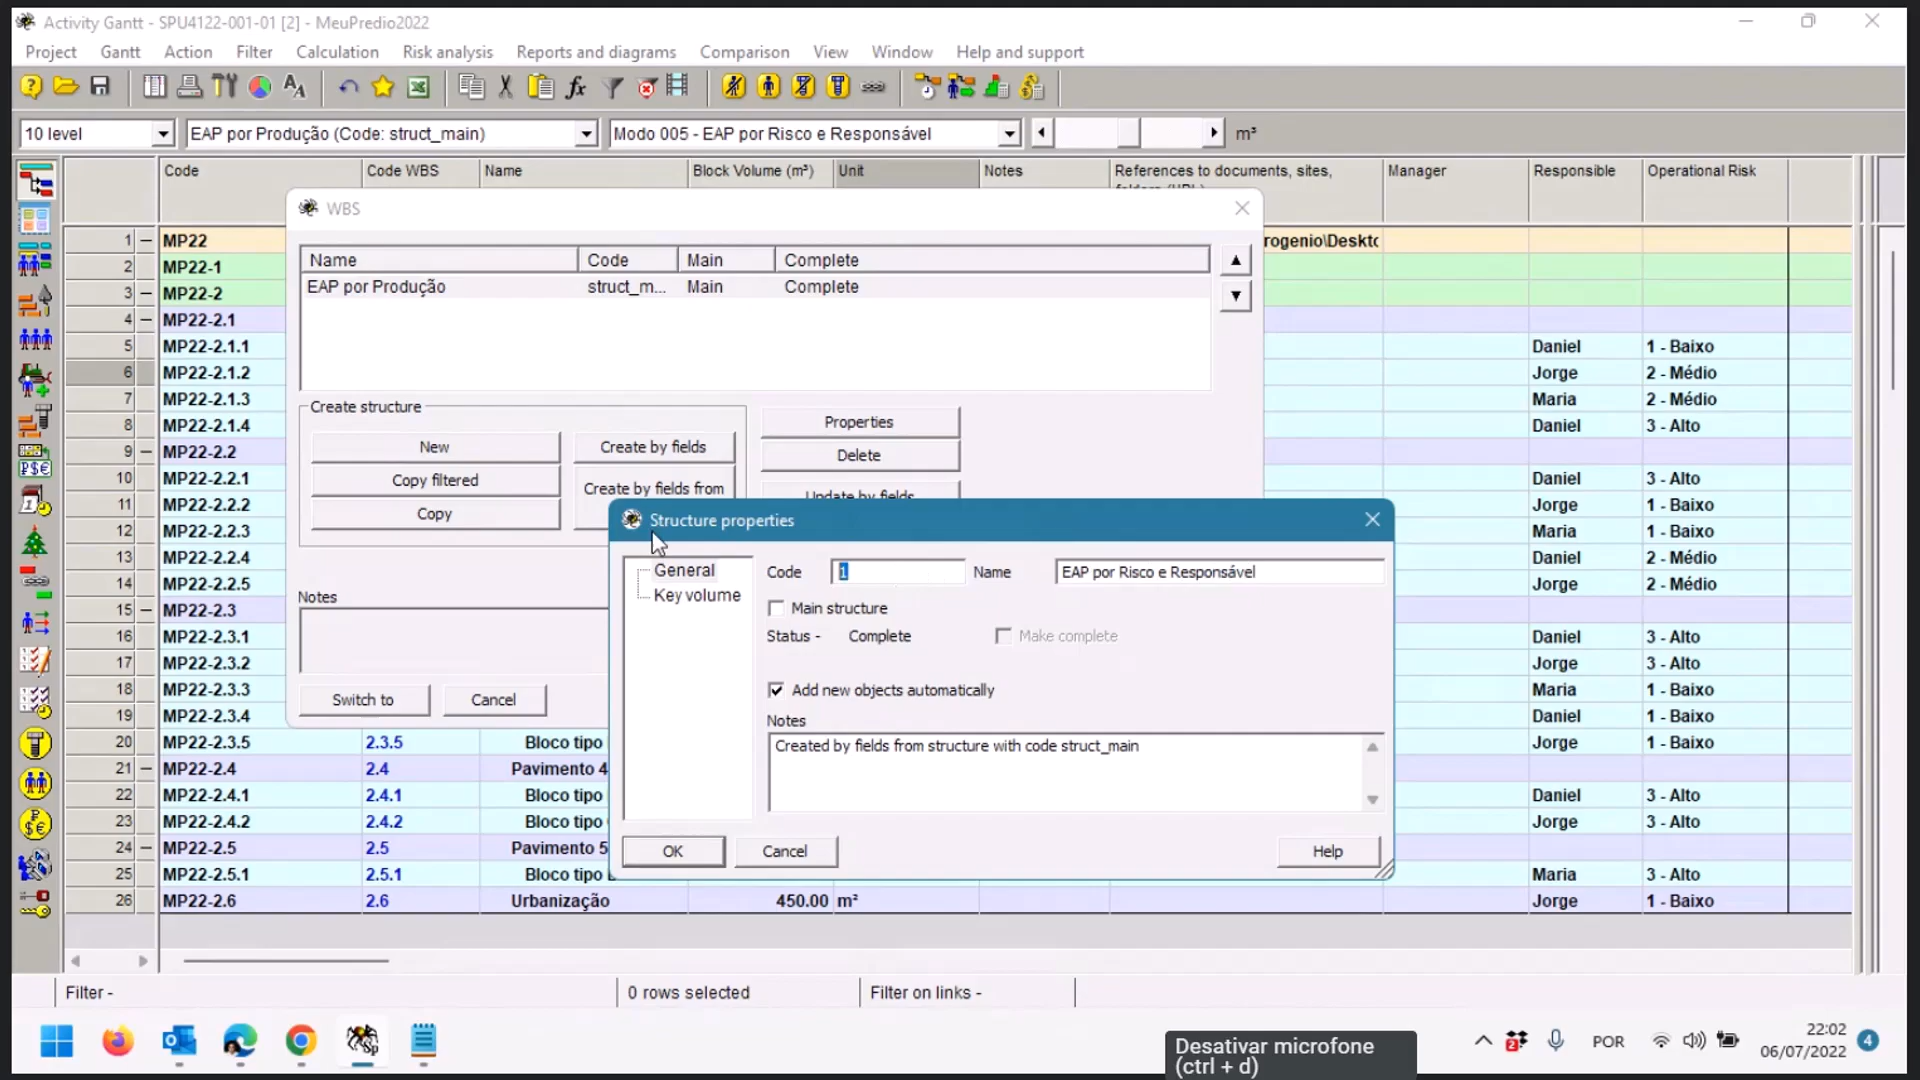 Activity Gantt - SPU4122-001-01 [2] - MeuPredio2022
Project Gantt Action Filter Calculation Risk analysis Reports and diagrams Comparison View Window Help and support
10 level EAP por Produção (Code: struct_main) Modo 005 - EAP por Risco e Responsável m³
Code Code WBS Name Block Volume (m³) Unit Notes References to documents, sites, Manager Responsible Operational Risk
WBS
Name Code Main Complete
EAP por Produção struct_m... Main Complete
Create structure
New Create by fields Properties
Copy filtered Create by fields from Delete
Copy Update by fields
Notes
Switch to Cancel
Structure properties
General
Key volume
Code 1 Name EAP por Risco e Responsável
Main structure
Status - Complete Make complete
Add new objects automatically
Notes
Created by fields from structure with code struct_main
OK Cancel Help
1 MP22 rogenio\Deskto
2 MP22-1
3 MP22-2
4 MP22-2.1
5 MP22-2.1.1 Daniel 1 - Baixo
6 MP22-2.1.2 Jorge 2 - Médio
7 MP22-2.1.3 Maria 2 - Médio
8 MP22-2.1.4 Daniel 3 - Alto
9 MP22-2.2
10 MP22-2.2.1 Daniel 3 - Alto
11 MP22-2.2.2 Jorge 1 - Baixo
12 MP22-2.2.3 Maria 1 - Baixo
13 MP22-2.2.4 Daniel 2 - Médio
14 MP22-2.2.5 Jorge 2 - Médio
15 MP22-2.3
16 MP22-2.3.1 Daniel 3 - Alto
17 MP22-2.3.2 Jorge 3 - Alto
18 MP22-2.3.3 Maria 1 - Baixo
19 MP22-2.3.4 Daniel 1 - Baixo
20 MP22-2.3.5 2.3.5 Bloco tipo Jorge 1 - Baixo
21 MP22-2.4 2.4 Pavimento 4
22 MP22-2.4.1 2.4.1 Bloco tipo Daniel 3 - Alto
23 MP22-2.4.2 2.4.2 Bloco tipo Jorge 3 - Alto
24 MP22-2.5 2.5 Pavimento 5
25 MP22-2.5.1 2.5.1 Bloco tipo Maria 3 - Alto
26 MP22-2.6 2.6 Urbanização 450.00 m² Jorge 1 - Baixo
Filter - 0 rows selected Filter on links -
Desativar microfone
(ctrl + d)
POR
22:02
06/07/2022
4